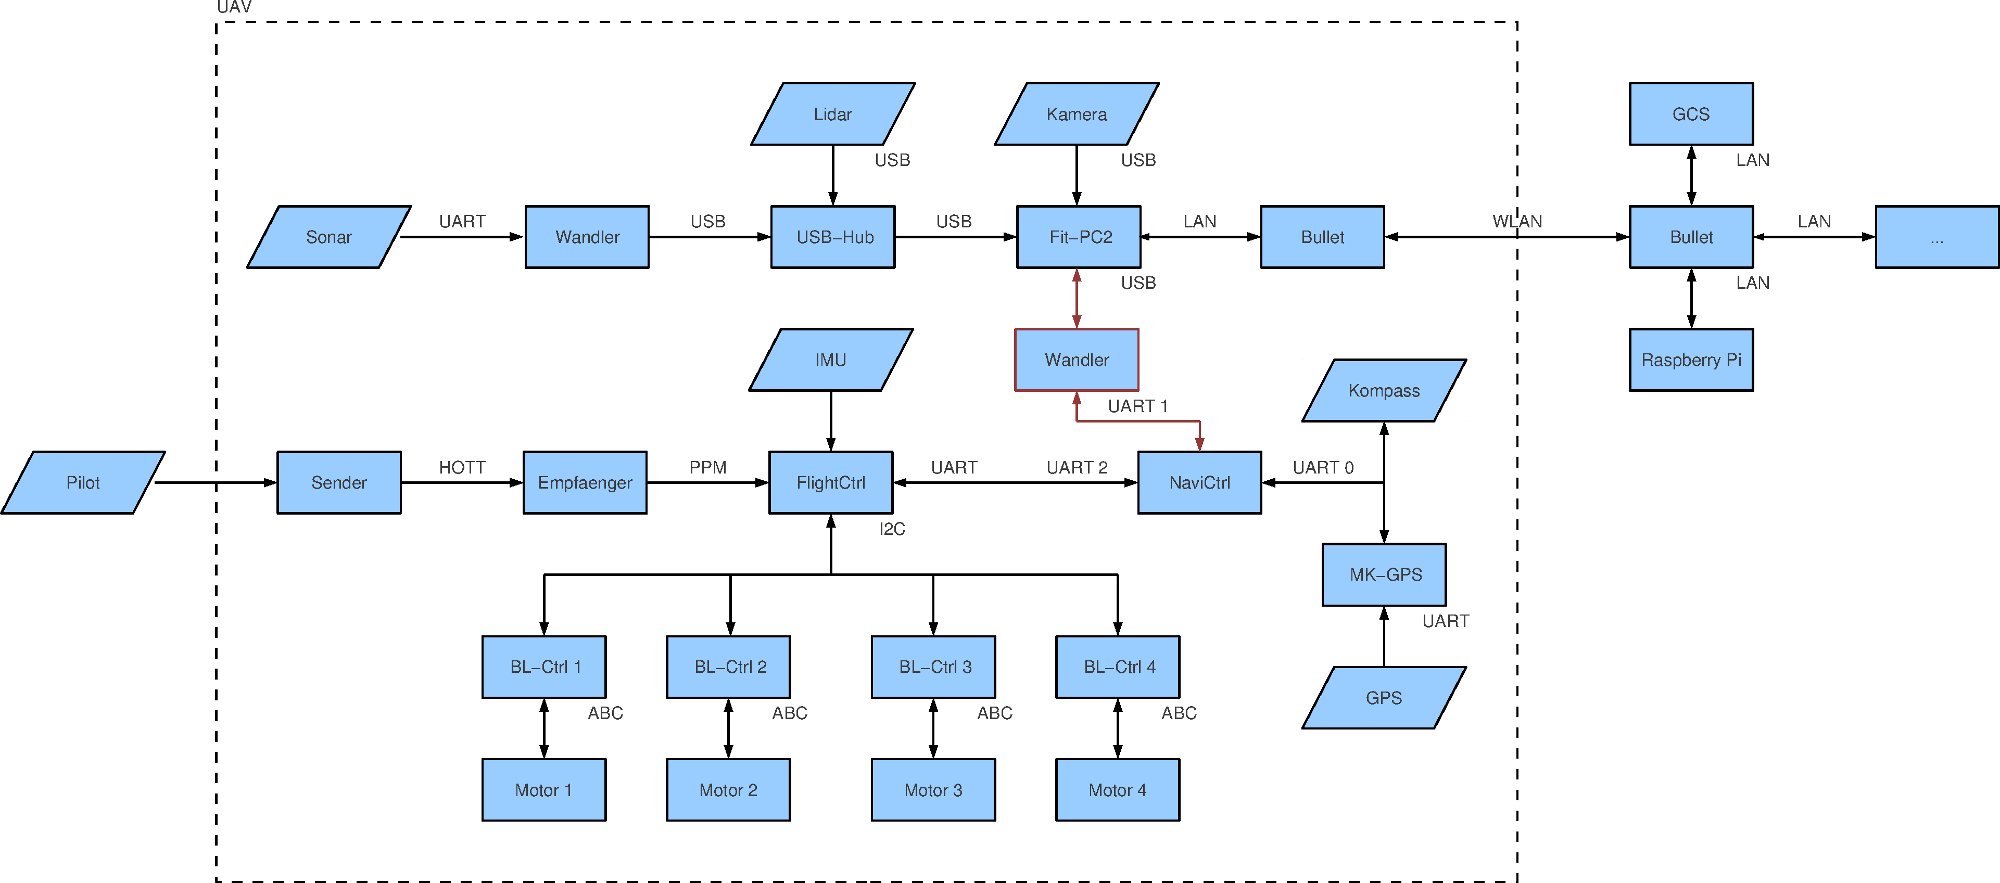 UAV
Lidar
Kamera
GCS
USB
USB
LAN
Sonar
UART
Wandler
USB
USB−Hub
USB
Fit−PC2
LAN
Bullet
WLAN
Bullet
LAN
...
USB
LAN
IMU
Wandler
Raspberry Pi
Kompass
UART 1
Pilot
Sender
HOTT
Empfaenger
PPM
FlightCtrl
UART
UART 2
NaviCtrl
UART 0
I2C
MK−GPS
UART
BL−Ctrl 1
BL−Ctrl 2
BL−Ctrl 3
BL−Ctrl 4
GPS
ABC
ABC
ABC
ABC
Motor 1
Motor 2
Motor 3
Motor 4